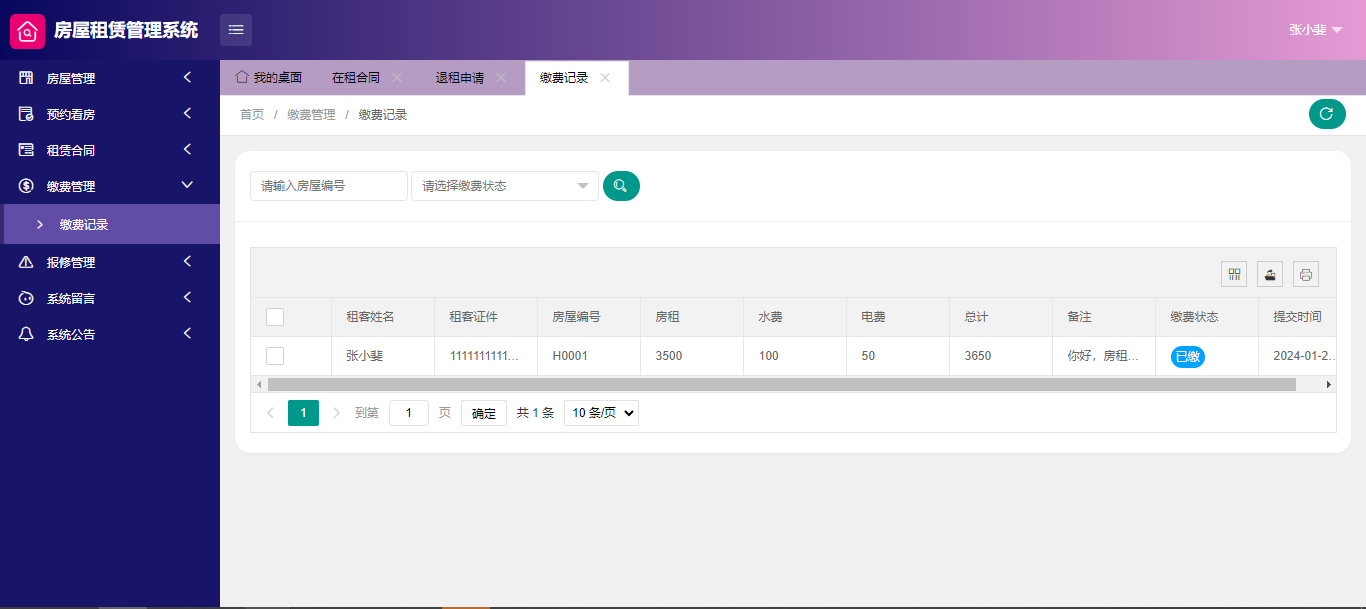 房屋租赁管理系统
张小斐
房屋管理
预约看房
租赁合同
缴费管理
缴费记录
报修管理
系统留言
系统公告
我的桌面 在租合同 退租申请 缴费记录
首页 / 缴费管理 / 缴费记录
请输入房屋编号 请选择缴费状态
租客姓名 租客证件 房屋编号 房租 水费 电费 总计 备注 缴费状态 提交时间
张小斐 1111111111... H0001 3500 100 50 3650 你好，房租... 已缴 2024-01-2...
1 到第 1 页 确定 共 1 条 10 条/页